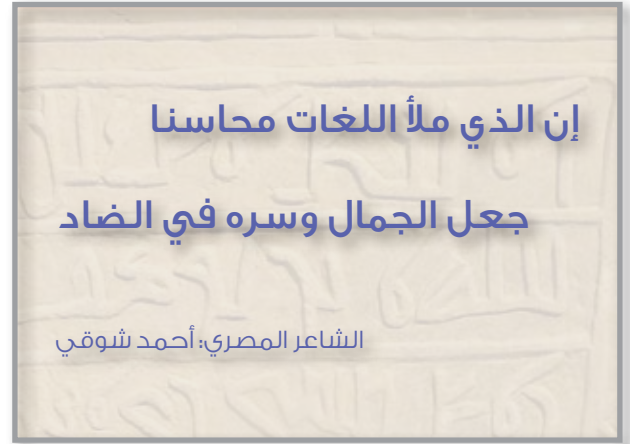 إن الذي ملأ اللغات محاسنا
جعل الجمال وسره في الضاد
الشاعر المصري: أحمد شوقي